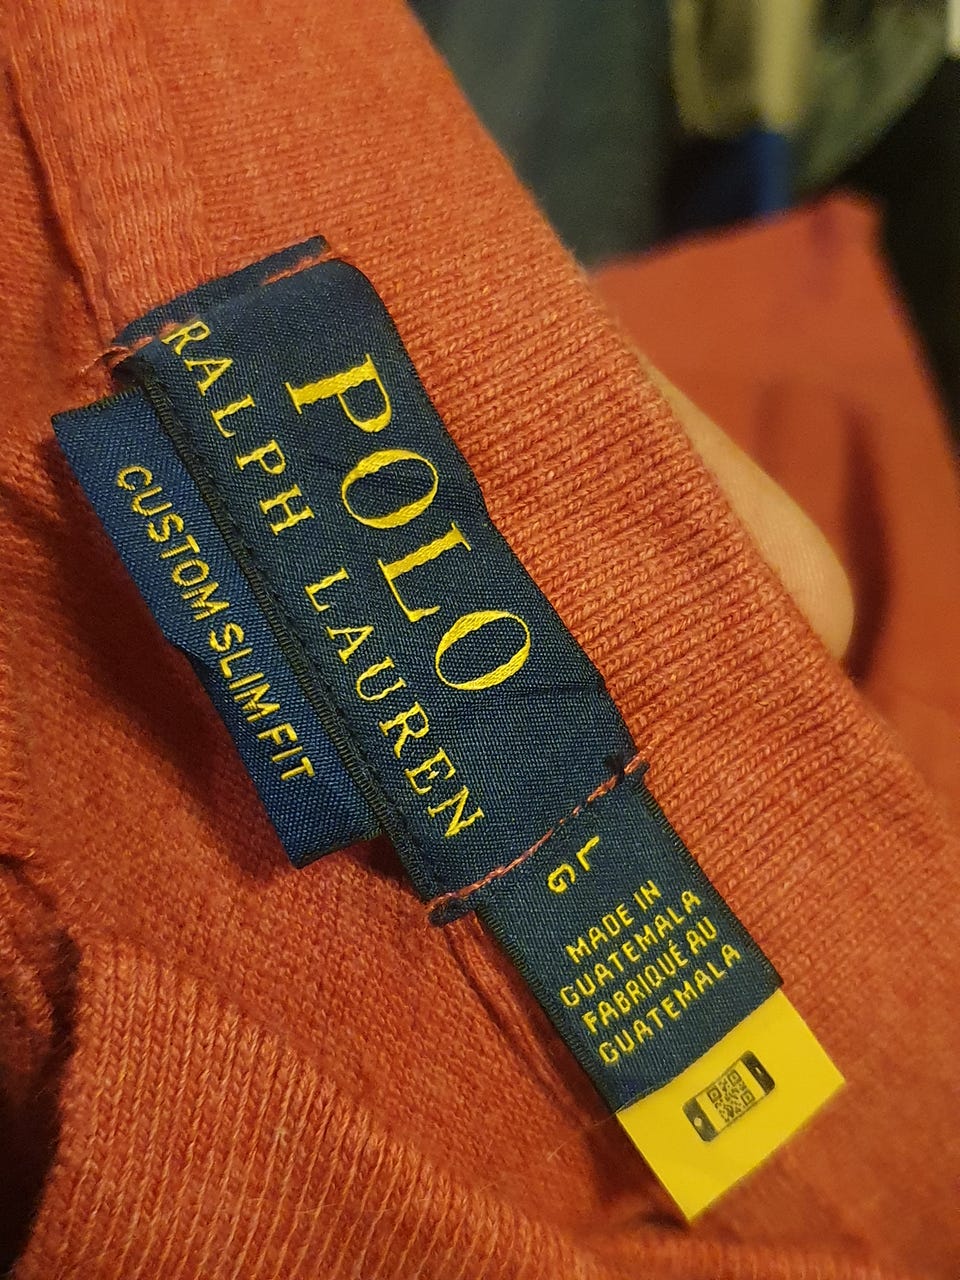 POLO
RALPH LAUREN
CUSTOM SLIM FIT
L
G
MADE IN
GUATEMALA
FABRIQUÉ AU
GUATEMALA